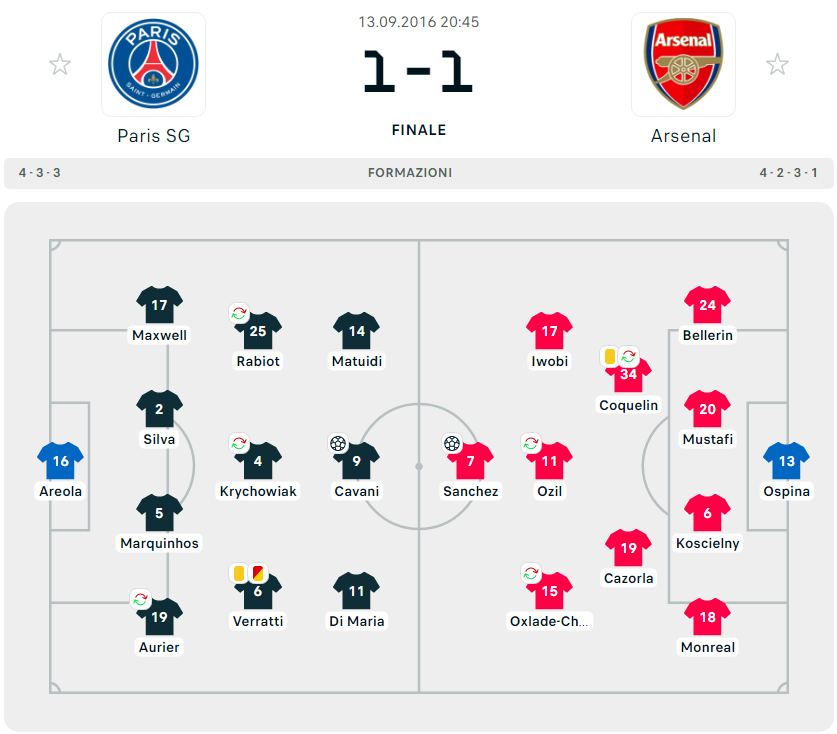 13.09.2016 20:45
PARIS
SAINT-GERMAIN
Arsenal
1-1
FINALE
Paris SG
Arsenal
4 - 3 - 3
FORMAZIONI
4 - 2 - 3 - 1
17
Maxwell
25
Rabiot
14
Matuidi
17
Iwobi
24
Bellerin
34
Coquelin
2
Silva
20
Mustafi
16
Areola
4
Krychowiak
9
Cavani
7
Sanchez
11
Ozil
13
Ospina
5
Marquinhos
6
Koscielny
19
Cazorla
6
Verratti
11
Di Maria
15
Oxlade-Ch...
19
Aurier
18
Monreal